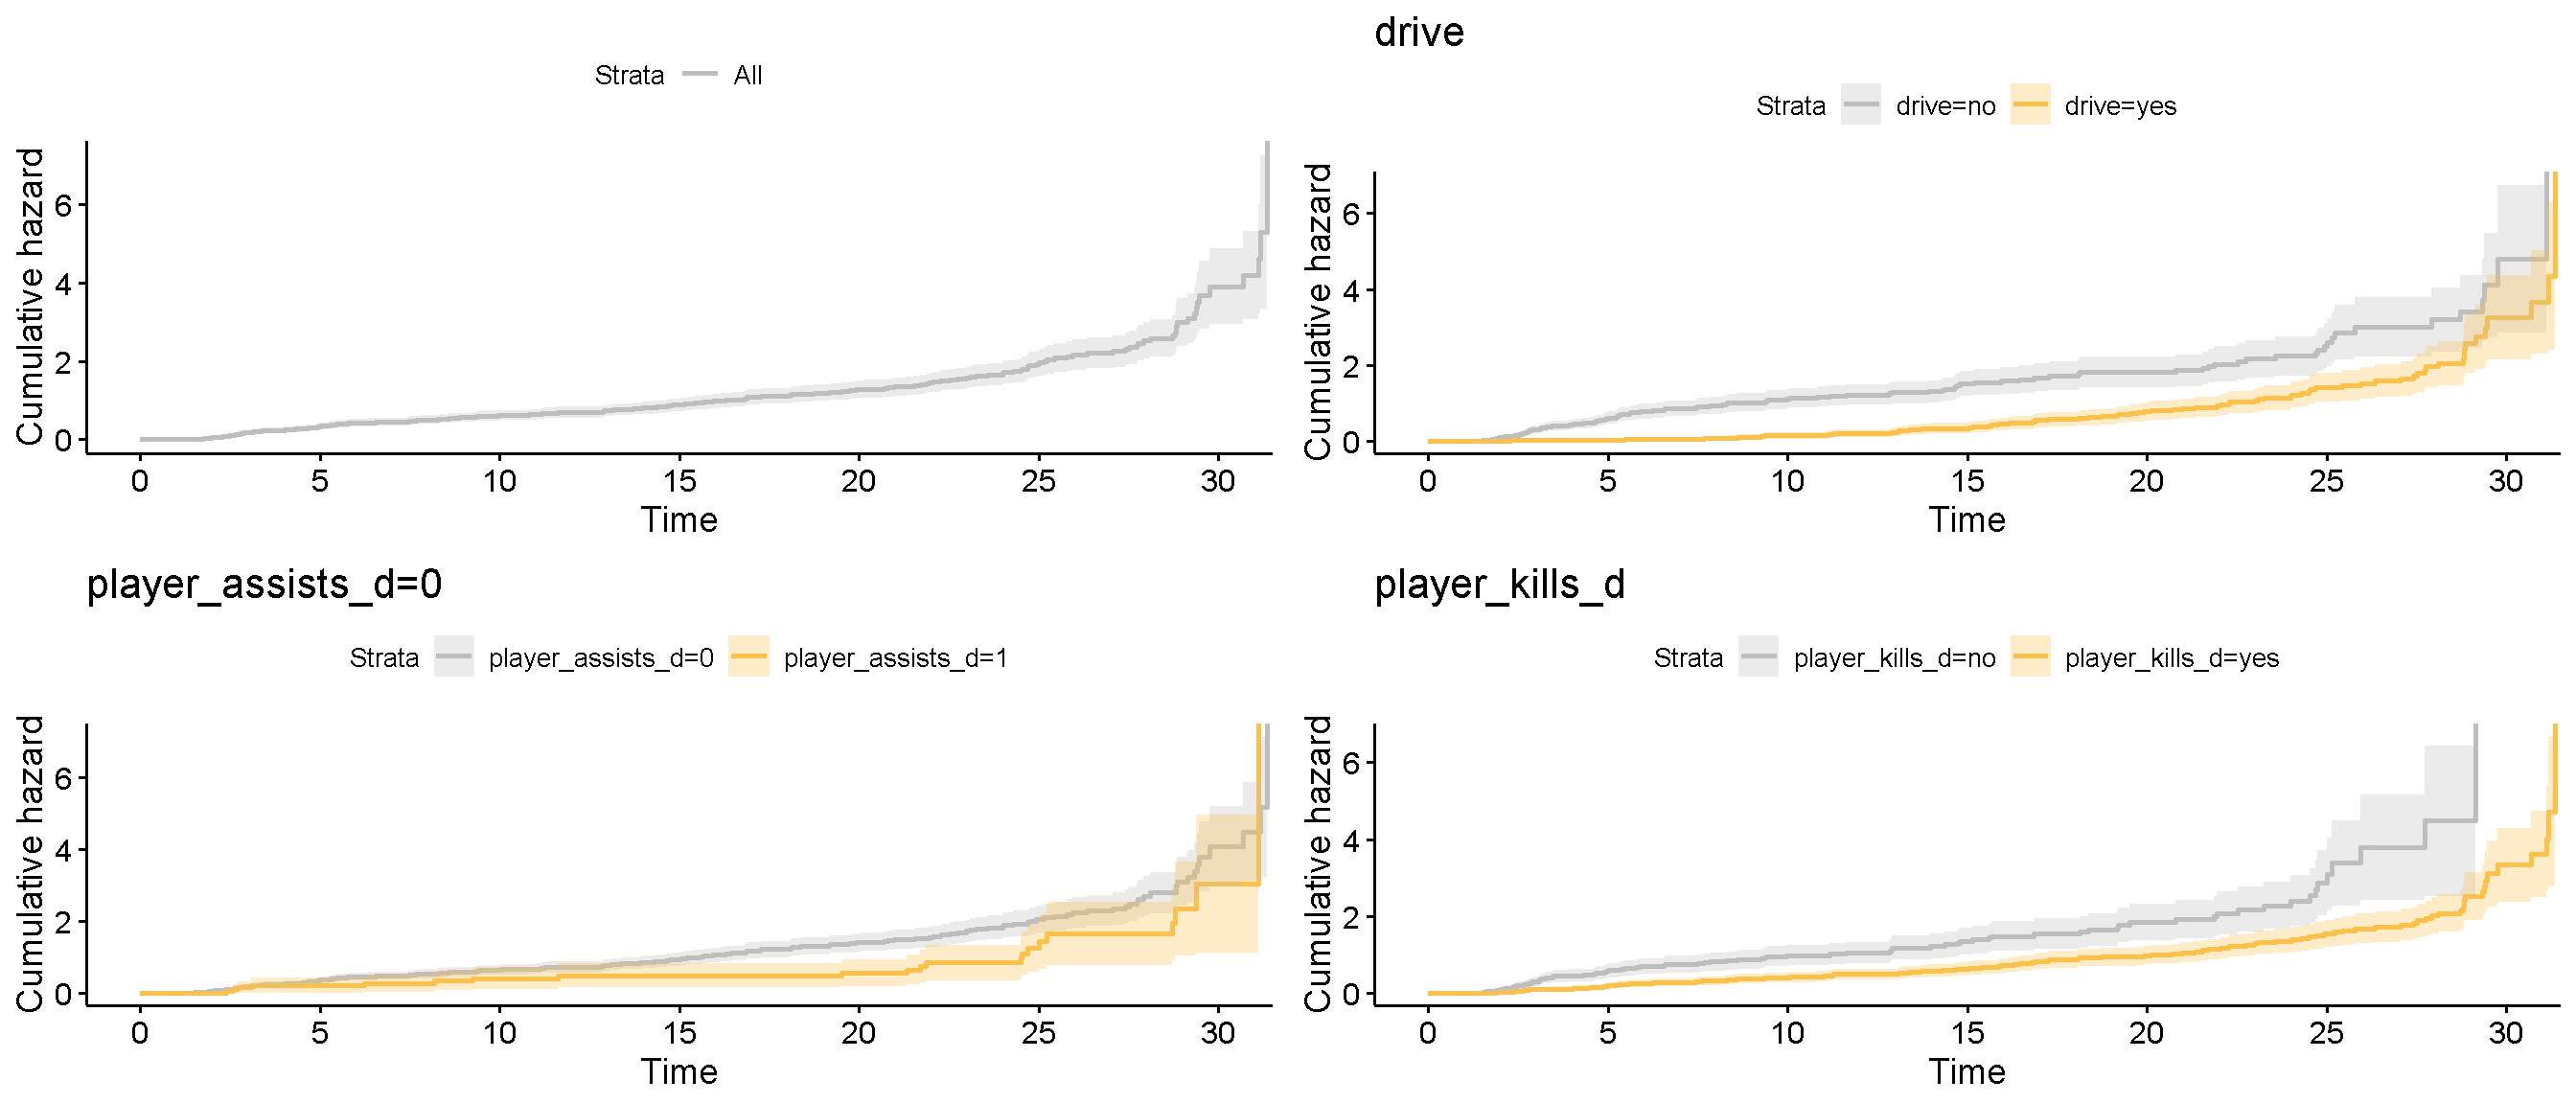 Strata All
Cumulative hazard
6
4
2
0
0 5 10 15 20 25 30
Time
drive
Strata drive=no drive=yes
Cumulative hazard
6
4
2
0
0 5 10 15 20 25 30
Time
player_assists_d=0
Strata player_assists_d=0 player_assists_d=1
Cumulative hazard
6
4
2
0
0 5 10 15 20 25 30
Time
player_kills_d
Strata player_kills_d=no player_kills_d=yes
Cumulative hazard
6
4
2
0
0 5 10 15 20 25 30
Time